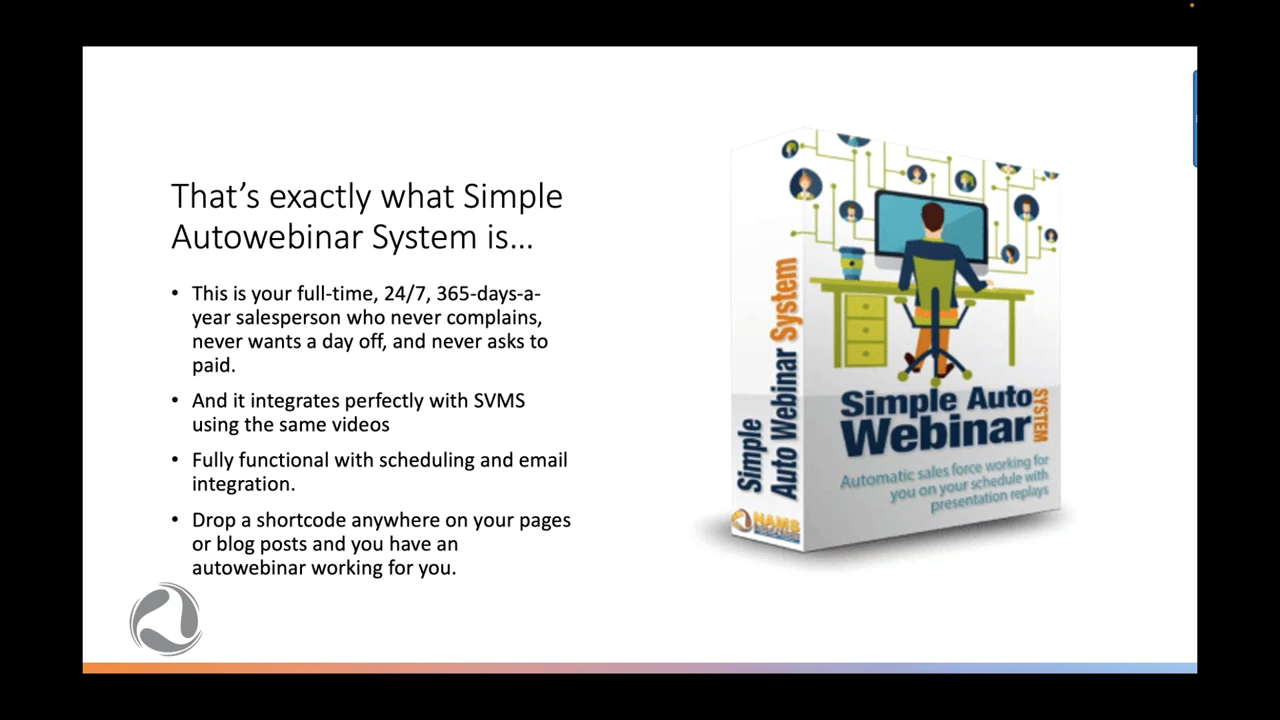 That’s exactly what Simple
Autowebinar System is…
• This is your full-time, 24/7, 365-days-a-
year salesperson who never complains,
never wants a day off, and never asks to
paid.
• And it integrates perfectly with SVMS
using the same videos
• Fully functional with scheduling and email
integration.
• Drop a shortcode anywhere on your pages
or blog posts and you have an
autowebinar working for you.
Simple
Auto Webinar System
NAMS
Simple Auto
Webinar
SYSTEM
Automatic sales force working for
you on your schedule with
presentation replays